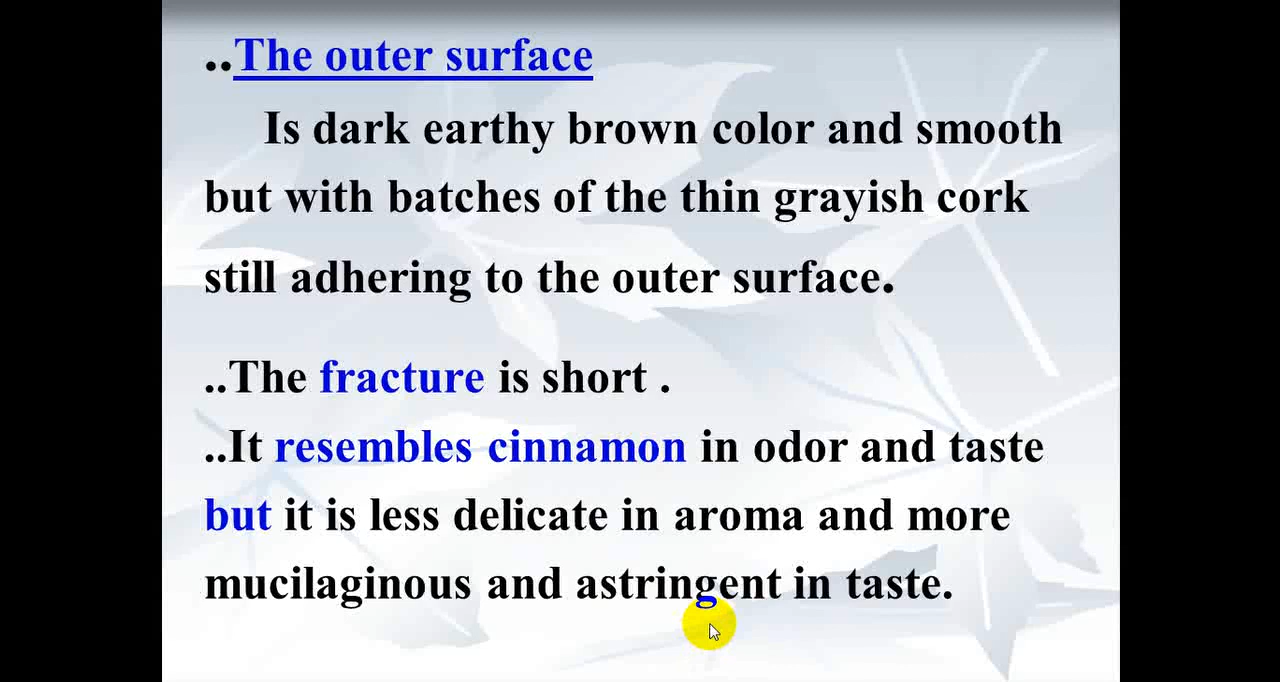 ..The outer surface
Is dark earthy brown color and smooth
but with batches of the thin grayish cork
still adhering to the outer surface.
..The fracture is short .
..It resembles cinnamon in odor and taste
but it is less delicate in aroma and more
mucilaginous and astringent in taste.